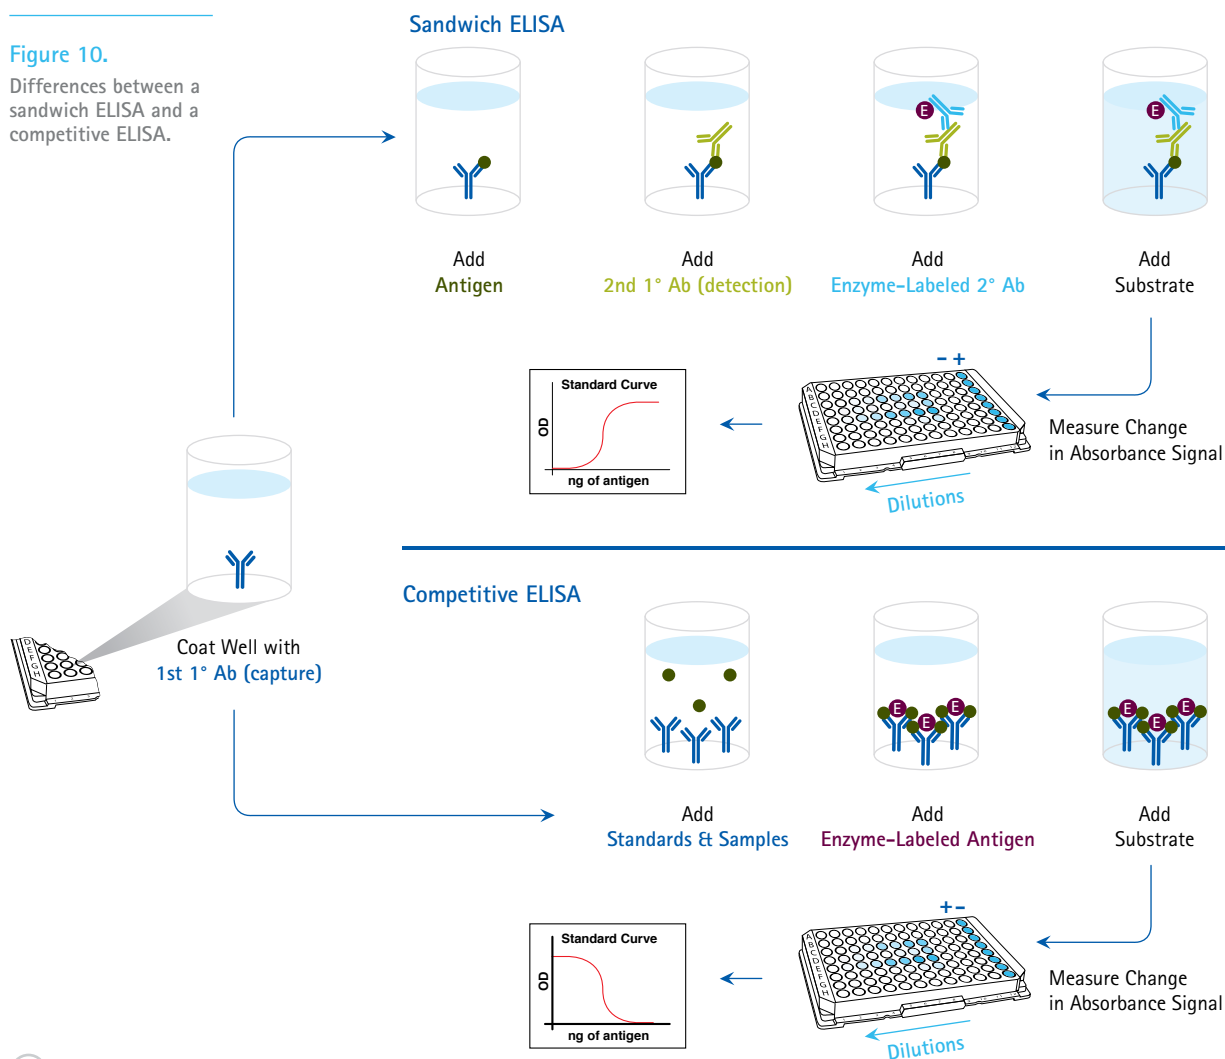 Figure 10.
Differences between a
sandwich ELISA and a
competitive ELISA.
Sandwich ELISA
E
E
Add
Antigen
Add
2nd 1° Ab (detection)
Add
Enzyme-Labeled 2° Ab
Add
Substrate
Standard Curve
OD
ng of antigen
- +
A
B
C
D
E
F
G
H
Dilutions
Measure Change
in Absorbance Signal
D
E
F
G
H
Coat Well with
1st 1° Ab (capture)
Competitive ELISA
E
E
E
E
E
E
Add
Standards & Samples
Add
Enzyme-Labeled Antigen
Add
Substrate
Standard Curve
OD
ng of antigen
+ -
A
B
C
D
E
F
G
H
Dilutions
Measure Change
in Absorbance Signal